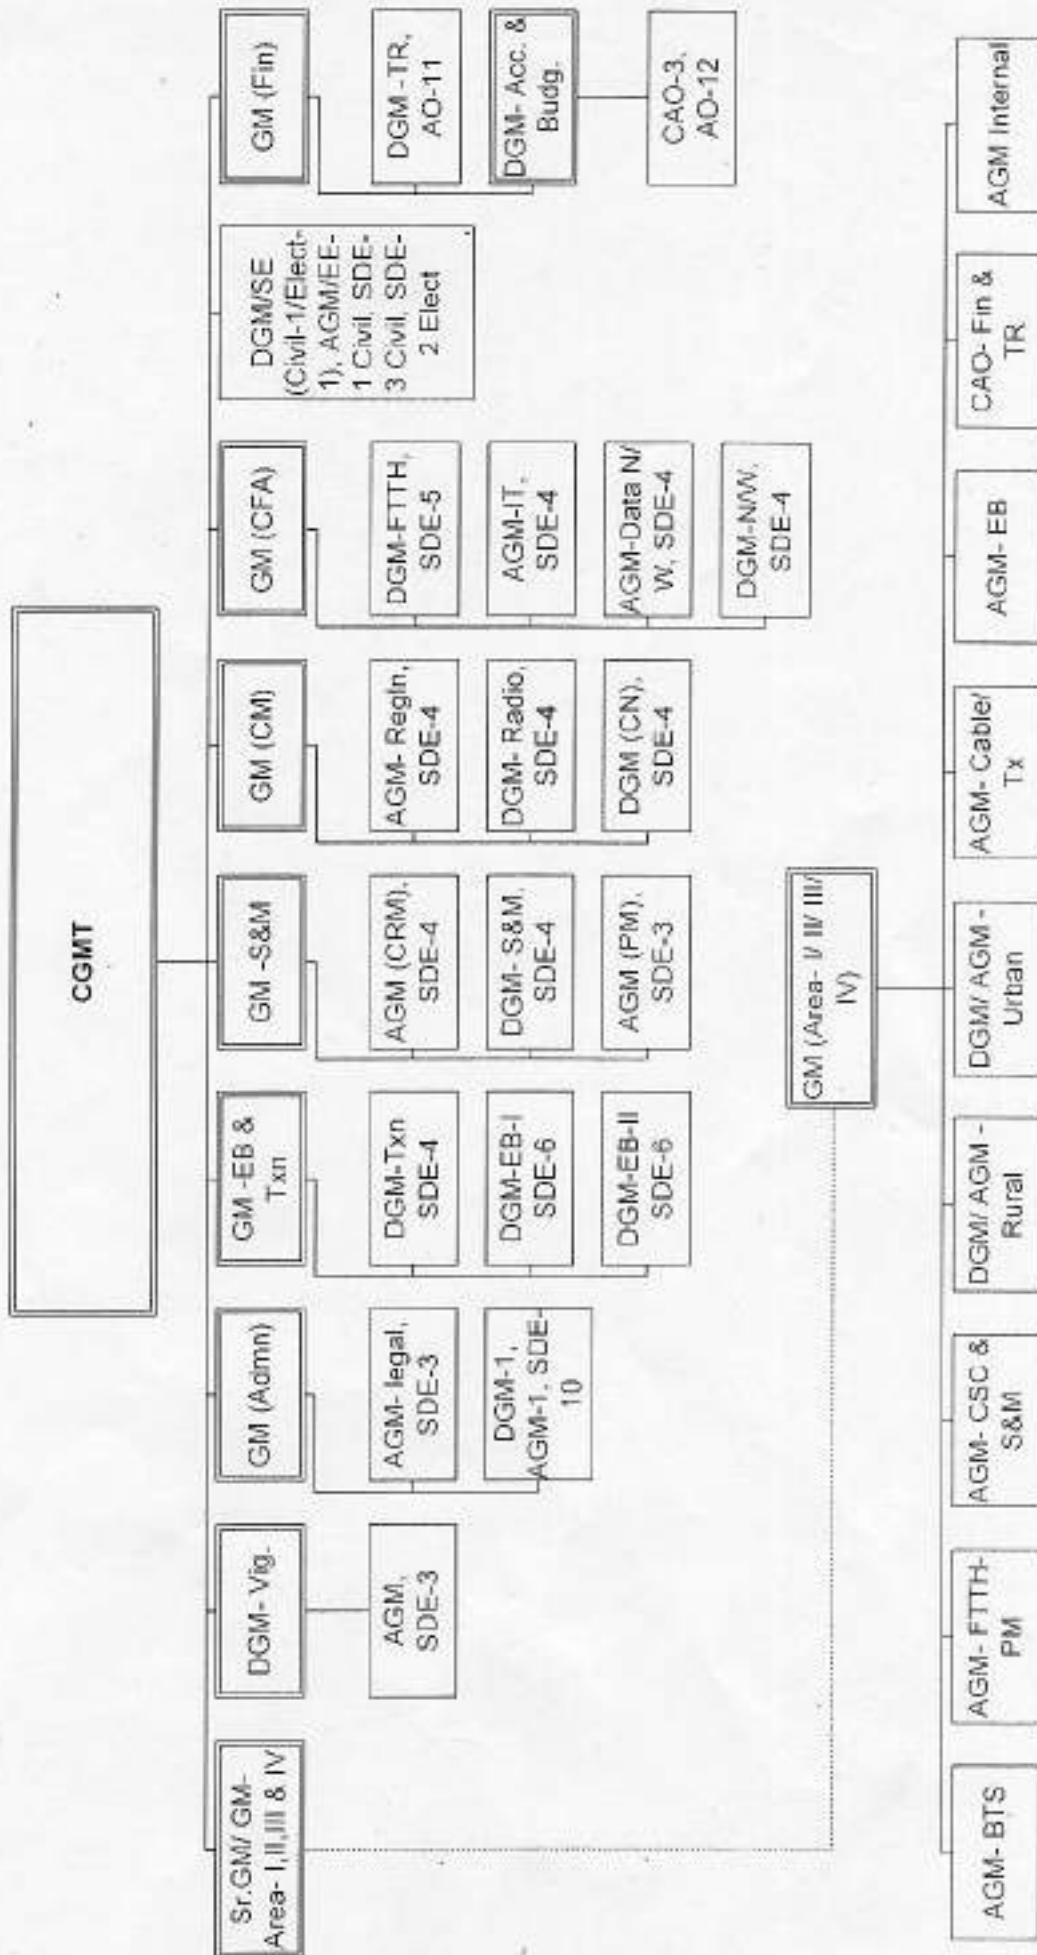 CGMT
Sr.GM/ GM-
Area- I,II,III & IV
DGM- Vig.
GM (Admn)
GM -EB &
Txn
GM -S&M
GM (CM)
GM (CFA)
DGM/SE
(Civil-1/Elect-
1), AGM/EE-
1 Civil, SDE-
3 Civil, SDE-
2 Elect
GM (Fin)
AGM,
SDE-3
AGM- legal,
SDE-3
DGM-1,
AGM-1, SDE-
10
DGM-Txn
SDE-4
DGM-EB-I
SDE-6
DGM-EB-II
SDE-6
AGM (CRM),
SDE-4
DGM- S&M,
SDE-4
AGM (PM),
SDE-3
AGM- Regln,
SDE-4
DGM- Radio,
SDE-4
DGM (CN),
SDE-4
DGM-FTTH,
SDE-5
AGM-IT,
SDE-4
AGM-Data N/
W, SDE-4
DGM-N/W,
SDE-4
DGM -TR,
AO-11
DGM- Acc. &
Budg.
CAO-3,
AO-12
GM (Area- I/ II/ III/
IV)
AGM- BTS
AGM- FTTH-
PM
AGM- CSC &
S&M
DGM/ AGM -
Rural
DGM/ AGM -
Urban
AGM- Cable/
Tx
AGM- EB
CAO- Fin &
TR
AGM Internal